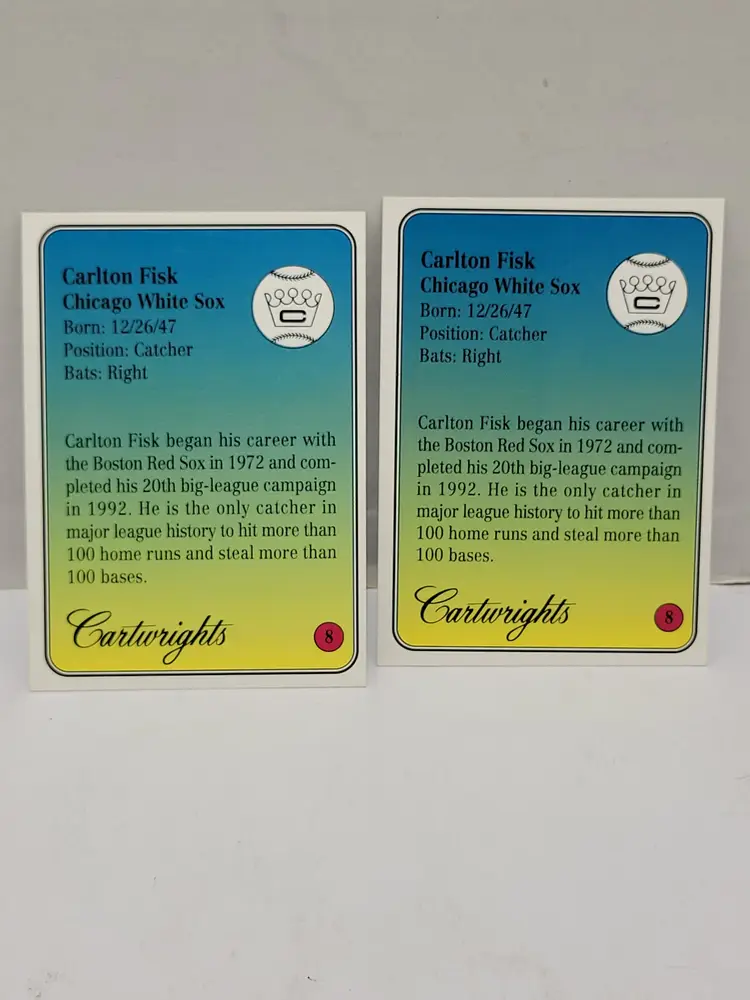 Carlton Fisk
Chicago White Sox
Born: 12/26/47
Position: Catcher
Bats: Right
C
Carlton Fisk began his career with
the Boston Red Sox in 1972 and com-
pleted his 20th big-league campaign
in 1992. He is the only catcher in
major league history to hit more than
100 home runs and steal more than
100 bases.
Cartwrights
8
Carlton Fisk
Chicago White Sox
Born: 12/26/47
Position: Catcher
Bats: Right
C
Carlton Fisk began his career with
the Boston Red Sox in 1972 and com-
pleted his 20th big-league campaign
in 1992. He is the only catcher in
major league history to hit more than
100 home runs and steal more than
100 bases.
Cartwrights
8